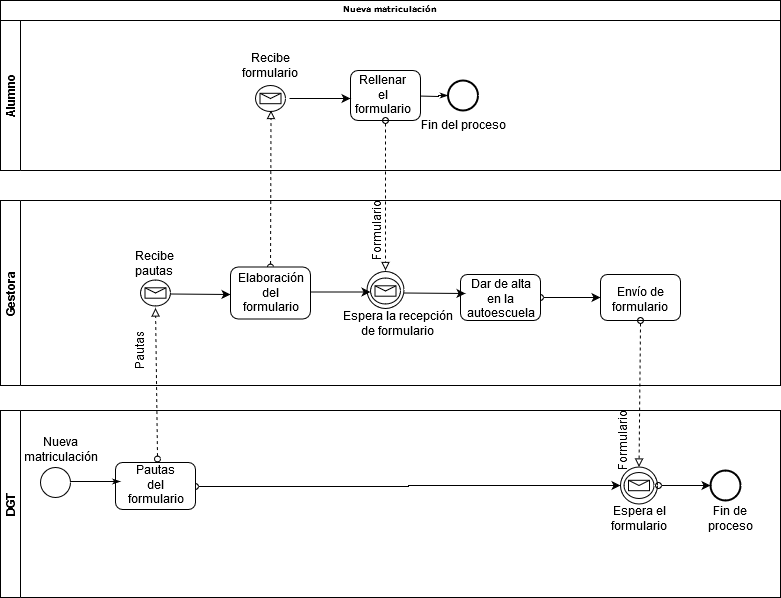 Nueva matriculación
Alumno
Recibe
formulario
Rellenar
el
formulario
Fin del proceso
Formulario
Gestora
Recibe
pautas
Elaboración
del
formulario
Espera la recepción
de formulario
Dar de alta
en la
autoescuela
Envío de
formulario
Pautas
Formulario
DGT
Nueva
matriculación
Pautas
del
formulario
Espera el
formulario
Fin de
proceso